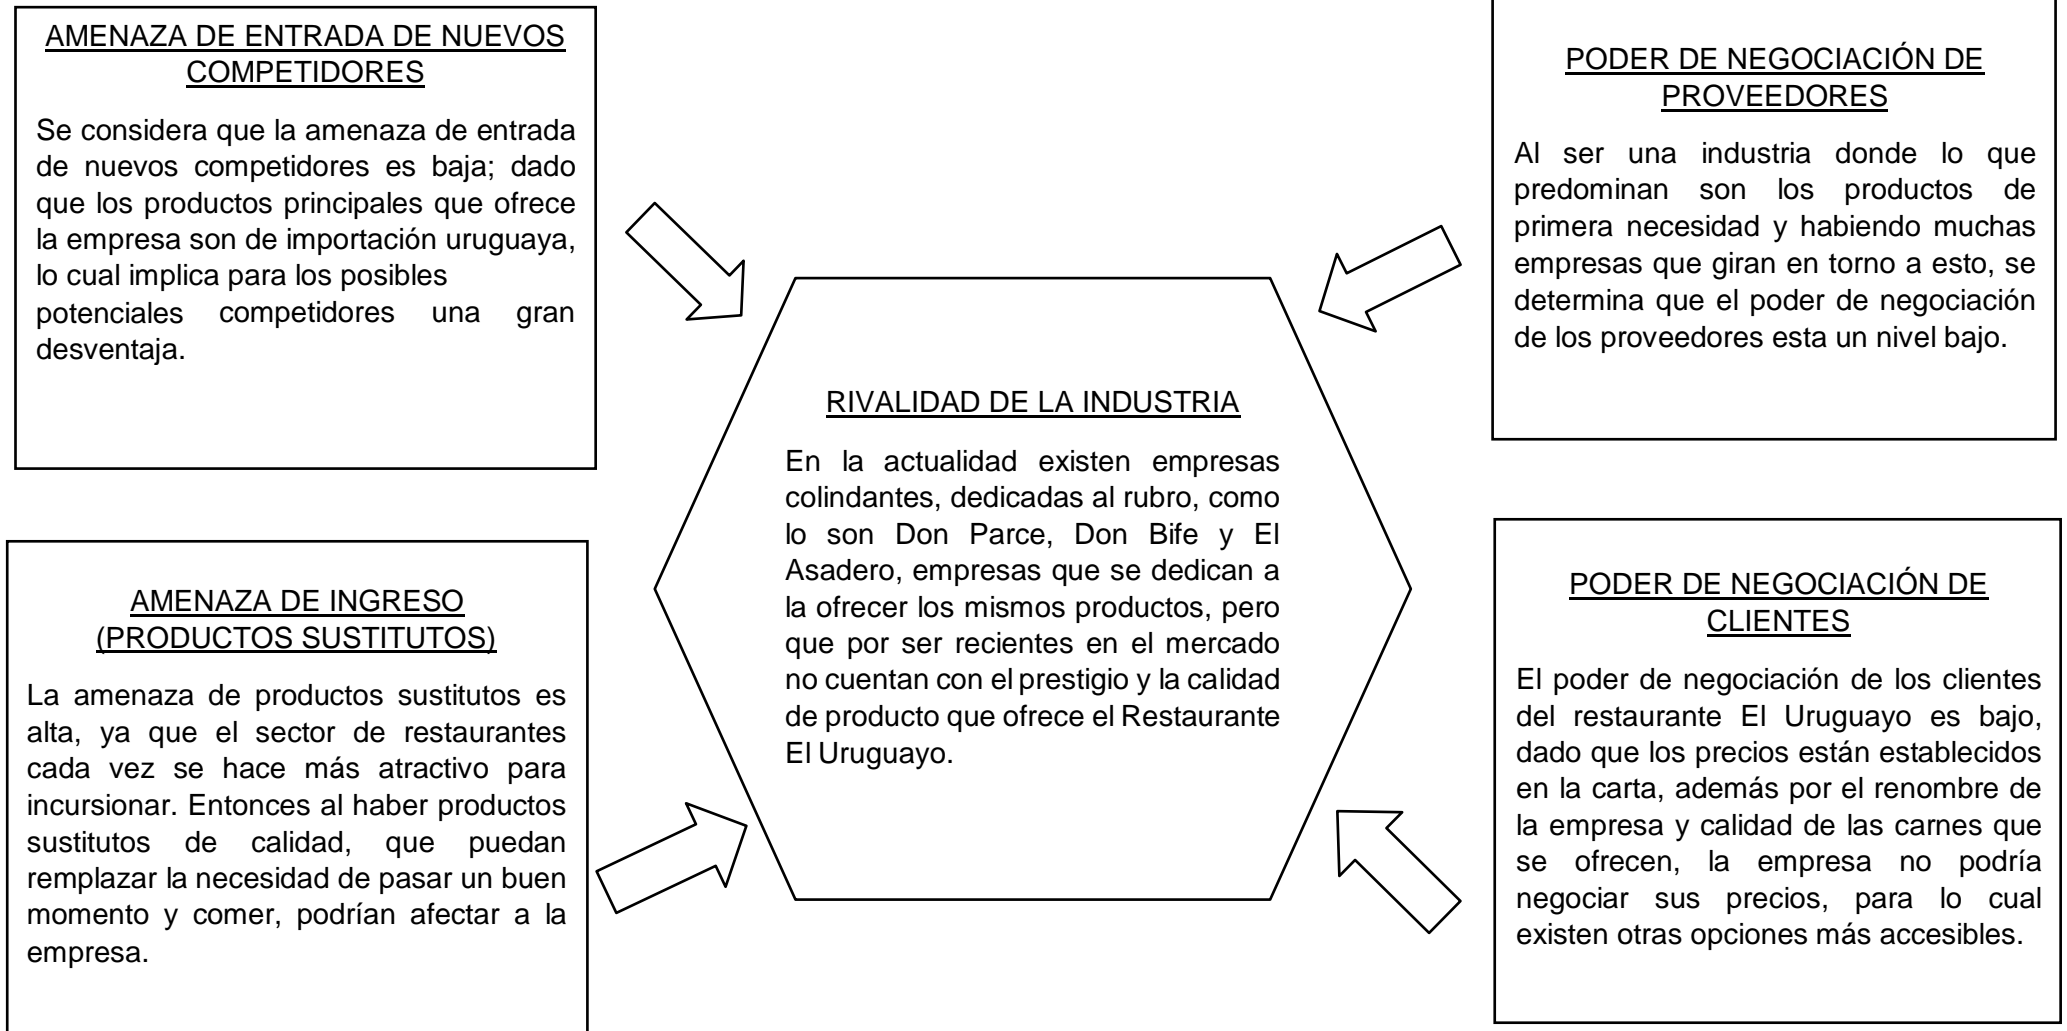 AMENAZA DE ENTRADA DE NUEVOS
COMPETIDORES
Se considera que la amenaza de entrada
de nuevos competidores es baja; dado
que los productos principales que ofrece
la empresa son de importación uruguaya,
lo cual implica para los posibles
potenciales competidores una gran
desventaja.
PODER DE NEGOCIACIÓN DE
PROVEEDORES
Al ser una industria donde lo que
predominan son los productos de
primera necesidad y habiendo muchas
empresas que giran en torno a esto, se
determina que el poder de negociación
de los proveedores esta un nivel bajo.
RIVALIDAD DE LA INDUSTRIA
En la actualidad existen empresas
colindantes, dedicadas al rubro, como
lo son Don Parce, Don Bife y El
Asadero, empresas que se dedican a
la ofrecer los mismos productos, pero
que por ser recientes en el mercado
no cuentan con el prestigio y la calidad
de producto que ofrece el Restaurante
El Uruguayo.
AMENAZA DE INGRESO
(PRODUCTOS SUSTITUTOS)
La amenaza de productos sustitutos es
alta, ya que el sector de restaurantes
cada vez se hace más atractivo para
incursionar. Entonces al haber productos
sustitutos de calidad, que puedan
remplazar la necesidad de pasar un buen
momento y comer, podrían afectar a la
empresa.
PODER DE NEGOCIACIÓN DE
CLIENTES
El poder de negociación de los clientes
del restaurante El Uruguayo es bajo,
dado que los precios están establecidos
en la carta, además por el renombre de
la empresa y calidad de las carnes que
se ofrecen, la empresa no podría
negociar sus precios, para lo cual
existen otras opciones más accesibles.